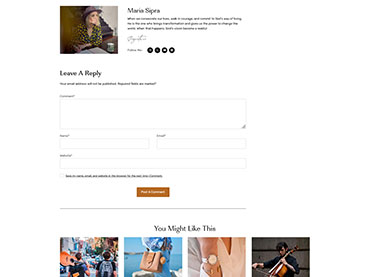 Maria Sipra
When we consecrate our lives, walk in courage, and commit to God's way of living,
He is the one who brings transformation and gives us the power to change the
world. When that happens, God's vision become a reality!
Follow Me:
Leave A Reply
Your email address will not be published. Required fields are marked*
Comment*
Name*
Email*
Website*
Save my name, email, and website in this browser for the next time I comment.
Post A Comment
You Might Like This